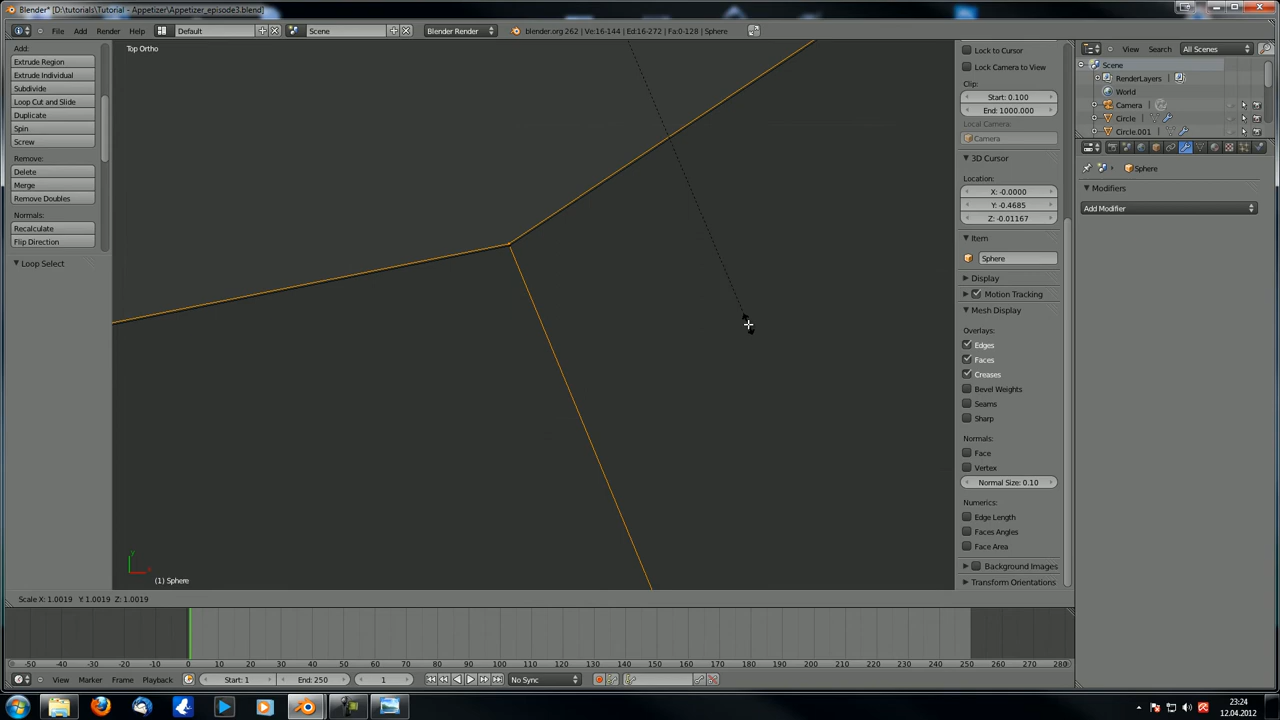 Blender* [D:\tutorials\Tutorial - Appetizer\Appetizer_episode3.blend]
File Add Render Help Default Scene Blender Render blender.org 262 | Ve:16-144 | Ed:16-272 | Fa:0-128 | Sphere
Add:
Extrude Region
Extrude Individual
Subdivide
Loop Cut and Slide
Duplicate
Spin
Screw
Remove:
Delete
Merge
Remove Doubles
Normals:
Recalculate
Flip Direction
Loop Select
Top Ortho
y
(1) Sphere
Lock to Cursor
Lock Camera to View
Clip:
Start: 0.100
End: 1000.000
Local Camera:
Camera
3D Cursor
Location:
X: -0.0000
Y: -0.4685
Z: -0.01167
Item
Sphere
Display
Motion Tracking
Mesh Display
Overlays:
Edges
Faces
Creases
Bevel Weights
Seams
Sharp
Normals:
Face
Vertex
Normal Size: 0.10
Numerics:
Edge Length
Faces Angles
Face Area
Background Images
Transform Orientations
View Search All Scenes
Scene
RenderLayers
World
Camera
Circle
Circle.001
Sphere
Modifiers
Add Modifier
Scale X: 1.0019 Y: 1.0019 Z: 1.0019
-50 -40 -30 -20 -10 0 10 20 30 40 50 60 70 80 90 100 110 120 130 140 150 160 170 180 190 200 210 220 230 240 250 260 270 280
View Marker Frame Playback Start: 1 End: 250 1 No Sync
23:24
12.04.2012